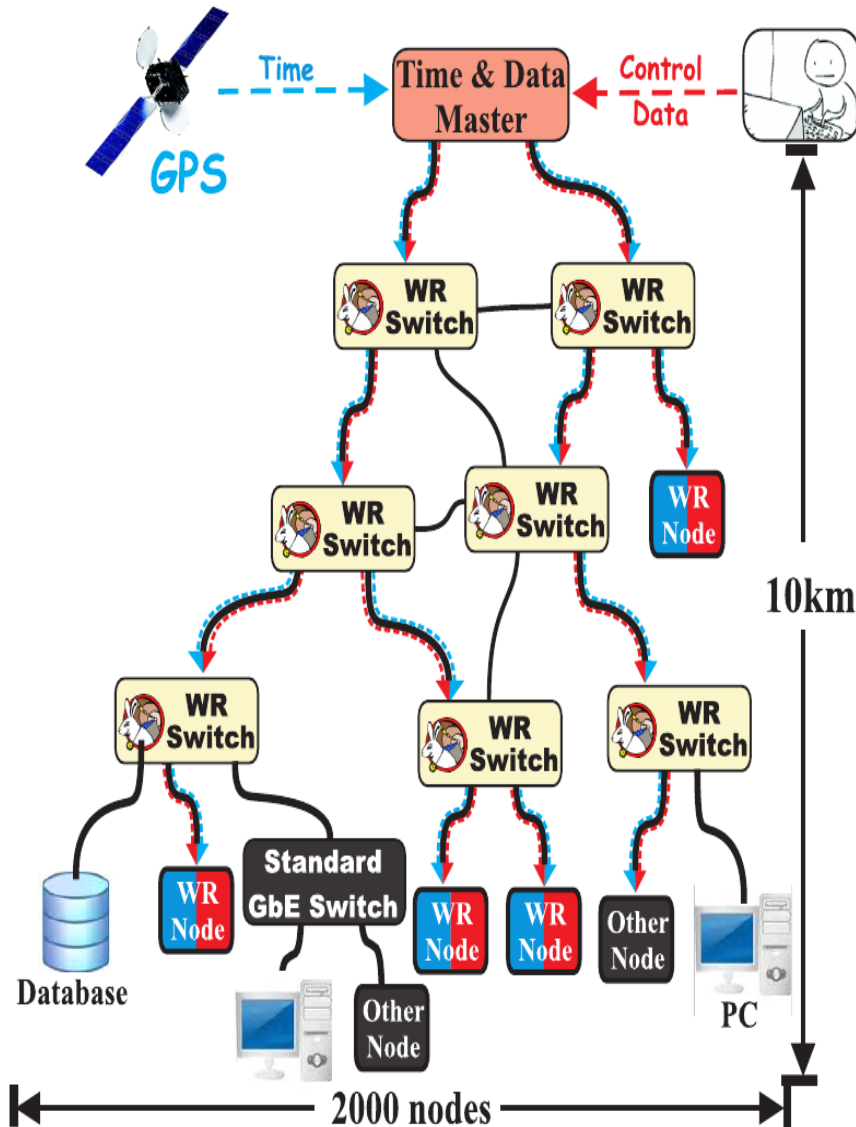 Time
Time & Data
Master
Control
Data
GPS
WR
Switch
WR
Switch
WR
Switch
WR
Switch
WR
Node
10km
WR
Switch
WR
Switch
WR
Switch
Standard
GbE Switch
WR
Node
WR
Node
WR
Node
Other
Node
Database
Other
Node
PC
2000 nodes